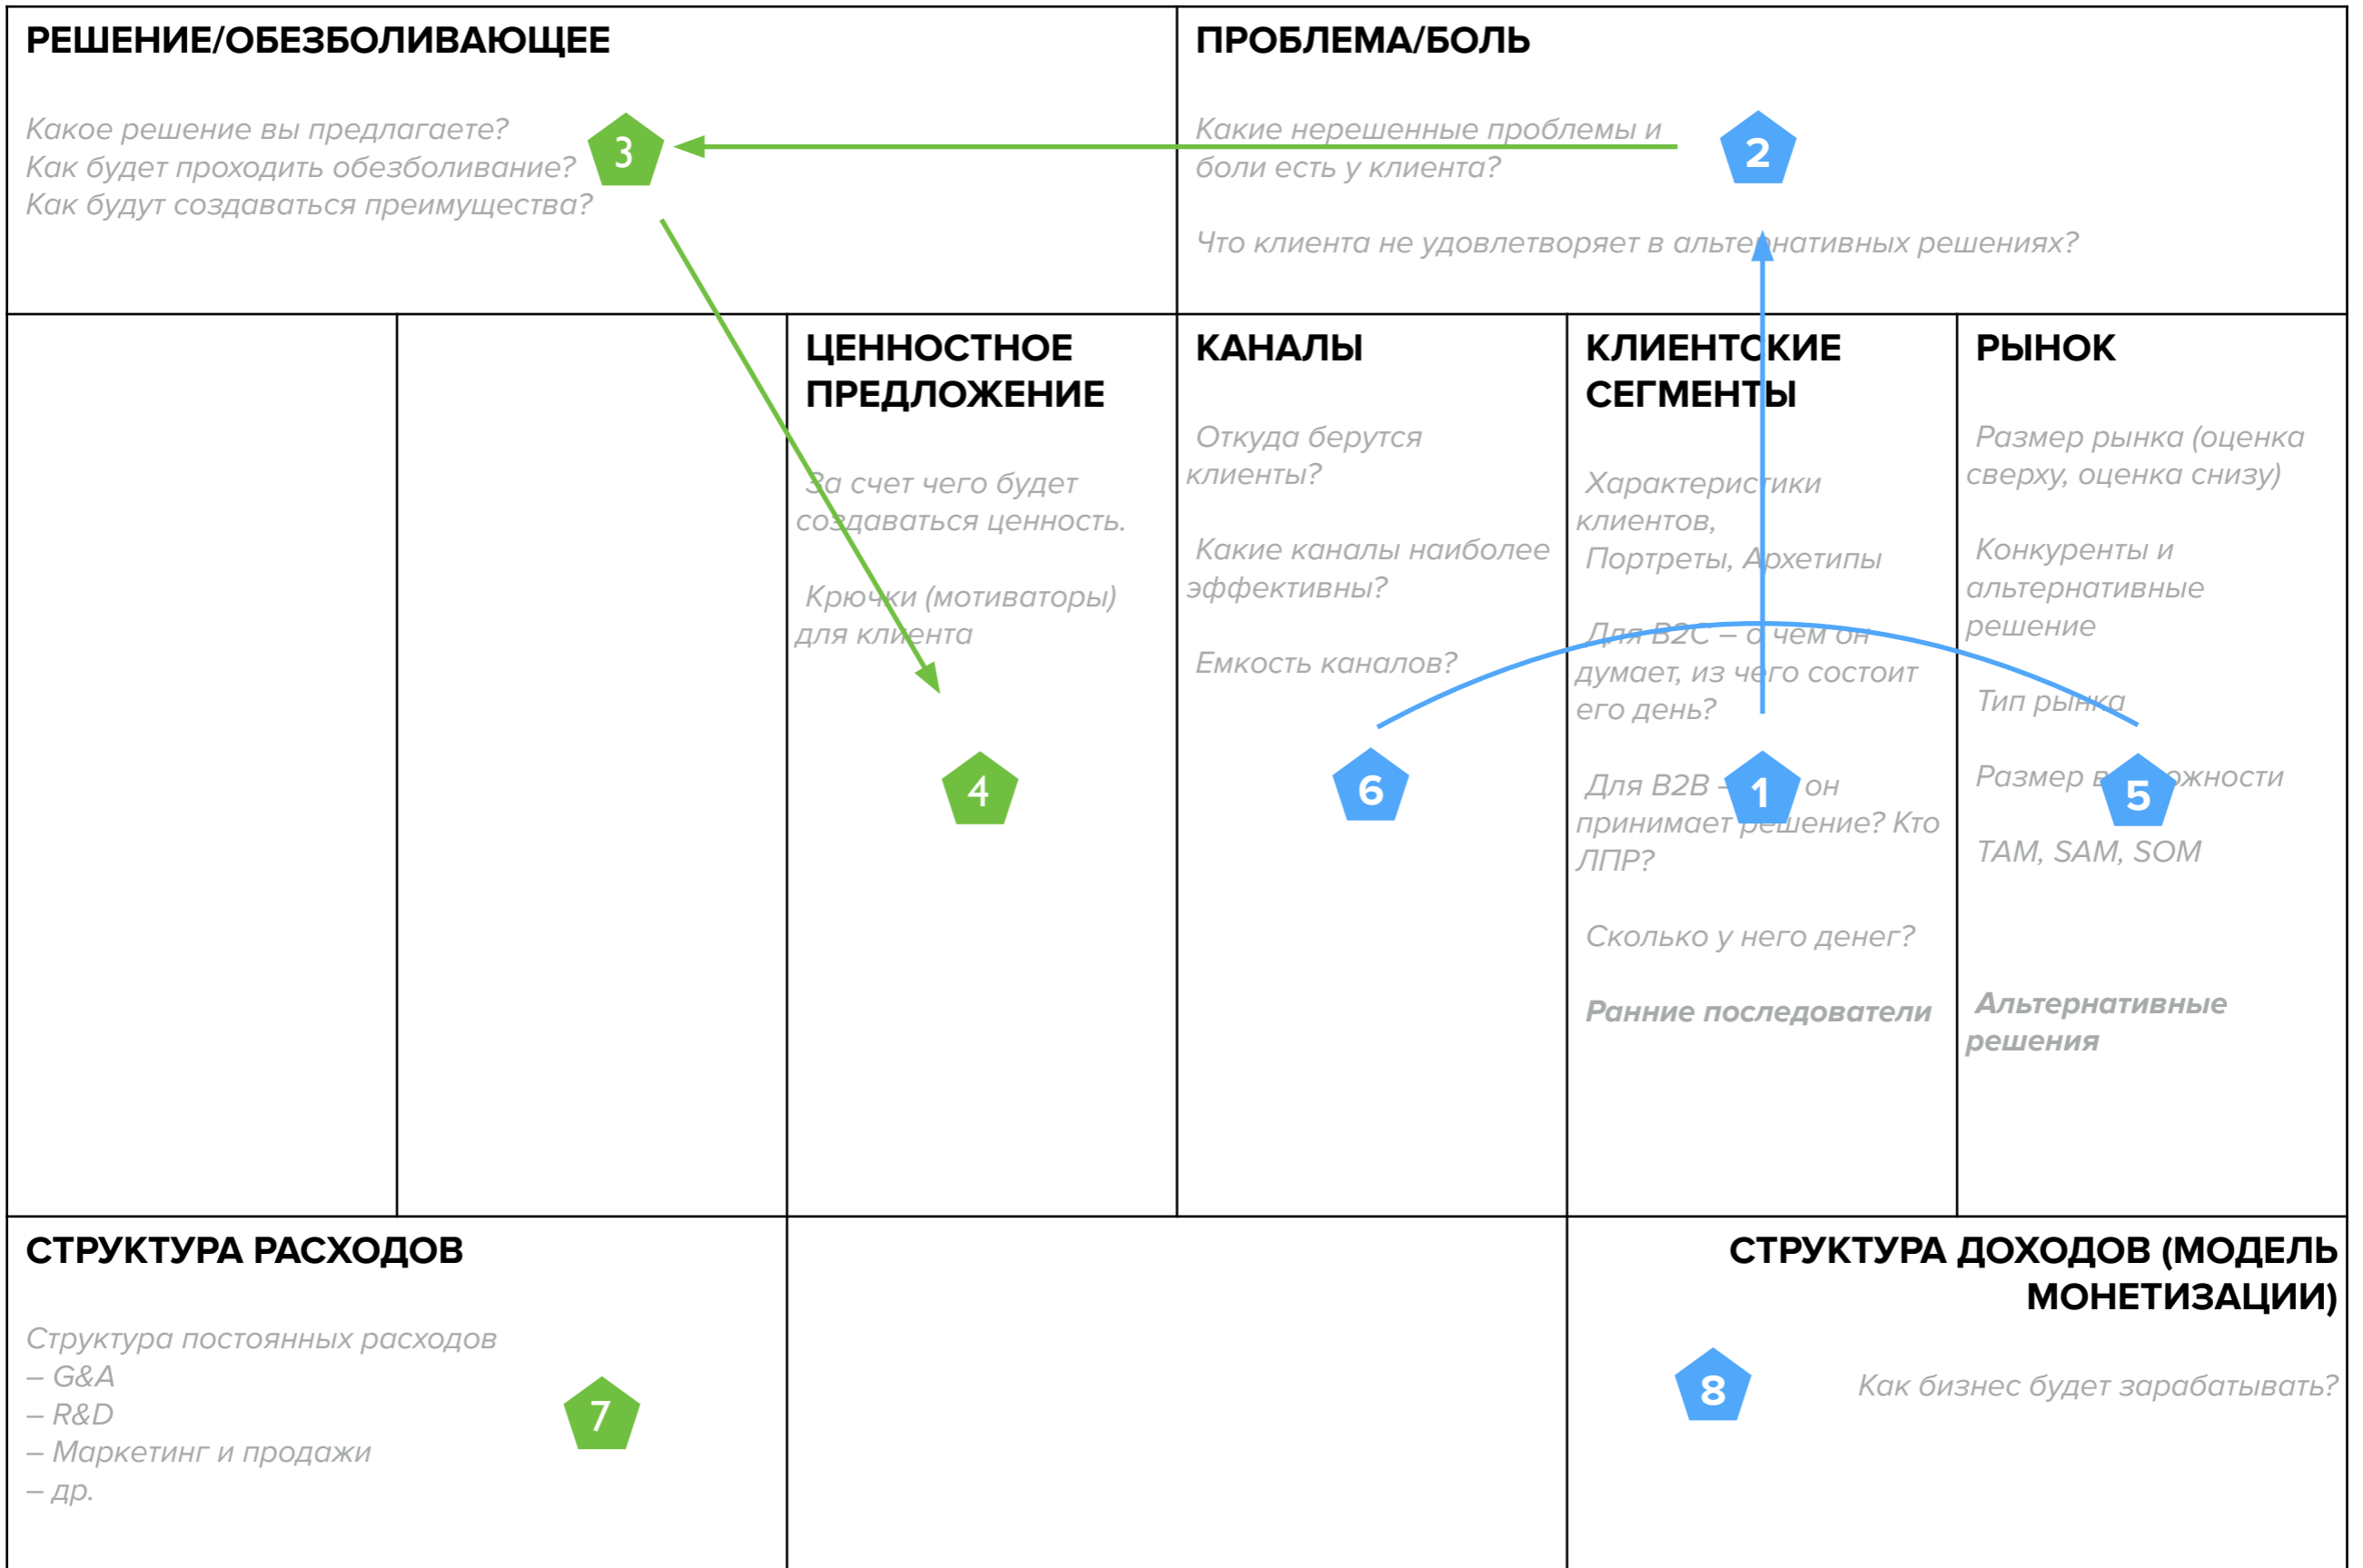 РЕШЕНИЕ/ОБЕЗБОЛИВАЮЩЕЕ
Какое решение вы предлагаете?
Как будет проходить обезболивание?
Как будут создаваться преимущества?
3
ПРОБЛЕМА/БОЛЬ
Какие нерешенные проблемы и
боли есть у клиента?
2
Что клиента не удовлетворяет в альтернативных решениях?
ЦЕННОСТНОЕ
ПРЕДЛОЖЕНИЕ
За счет чего будет
создаваться ценность.
Крючки (мотиваторы)
для клиента
4
КАНАЛЫ
Откуда берутся
клиенты?
Какие каналы наиболее
эффективны?
Емкость каналов?
6
КЛИЕНТСКИЕ
СЕГМЕНТЫ
Характеристики
клиентов,
Портреты, Архетипы
Для B2C – о чем он
думает, из чего состоит
его день?
Для B2B – он
1
принимает решение? Кто
ЛПР?
Сколько у него денег?
Ранние последователи
РЫНОК
Размер рынка (оценка
сверху, оценка снизу)
Конкуренты и
альтернативные
решение
Тип рынка
Размер возможности
5
TAM, SAM, SOM
Альтернативные
решения
СТРУКТУРА РАСХОДОВ
Структура постоянных расходов
– G&A
– R&D
– Маркетинг и продажи
– др.
7
СТРУКТУРА ДОХОДОВ (МОДЕЛЬ
МОНЕТИЗАЦИИ)
8
Как бизнес будет зарабатывать?